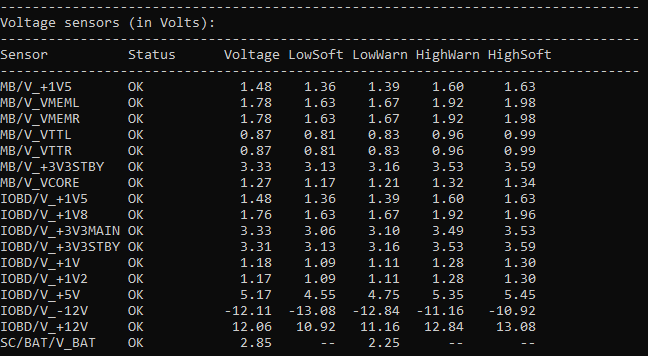 --------------------------------------------------------------------------------
Voltage sensors (in Volts):
--------------------------------------------------------------------------------
Sensor          Status      Voltage LowSoft LowWarn HighWarn HighSoft
--------------------------------------------------------------------------------
MB/V_+1V5       OK            1.48    1.36    1.39    1.60     1.63
MB/V_VMEML      OK            1.78    1.63    1.67    1.92     1.98
MB/V_VMEMR      OK            1.78    1.63    1.67    1.92     1.98
MB/V_VTTL       OK            0.87    0.81    0.83    0.96     0.99
MB/V_VTTR       OK            0.87    0.81    0.83    0.96     0.99
MB/V_+3V3STBY   OK            3.33    3.13    3.16    3.53     3.59
MB/V_VCORE      OK            1.27    1.17    1.21    1.32     1.34
IOBD/V_+1V5     OK            1.48    1.36    1.39    1.60     1.63
IOBD/V_+1V8     OK            1.76    1.63    1.67    1.92     1.96
IOBD/V_+3V3MAIN OK            3.33    3.06    3.10    3.49     3.53
IOBD/V_+3V3STBY OK            3.31    3.13    3.16    3.53     3.59
IOBD/V_+1V      OK            1.18    1.09    1.11    1.28     1.30
IOBD/V_+1V2     OK            1.17    1.09    1.11    1.28     1.30
IOBD/V_+5V      OK            5.17    4.55    4.75    5.35     5.45
IOBD/V_-12V     OK          -12.11  -13.08  -12.84  -11.16   -10.92
IOBD/V_+12V     OK           12.06   10.92   11.16   12.84    13.08
SC/BAT/V_BAT    OK            2.85      --    2.25      --       --